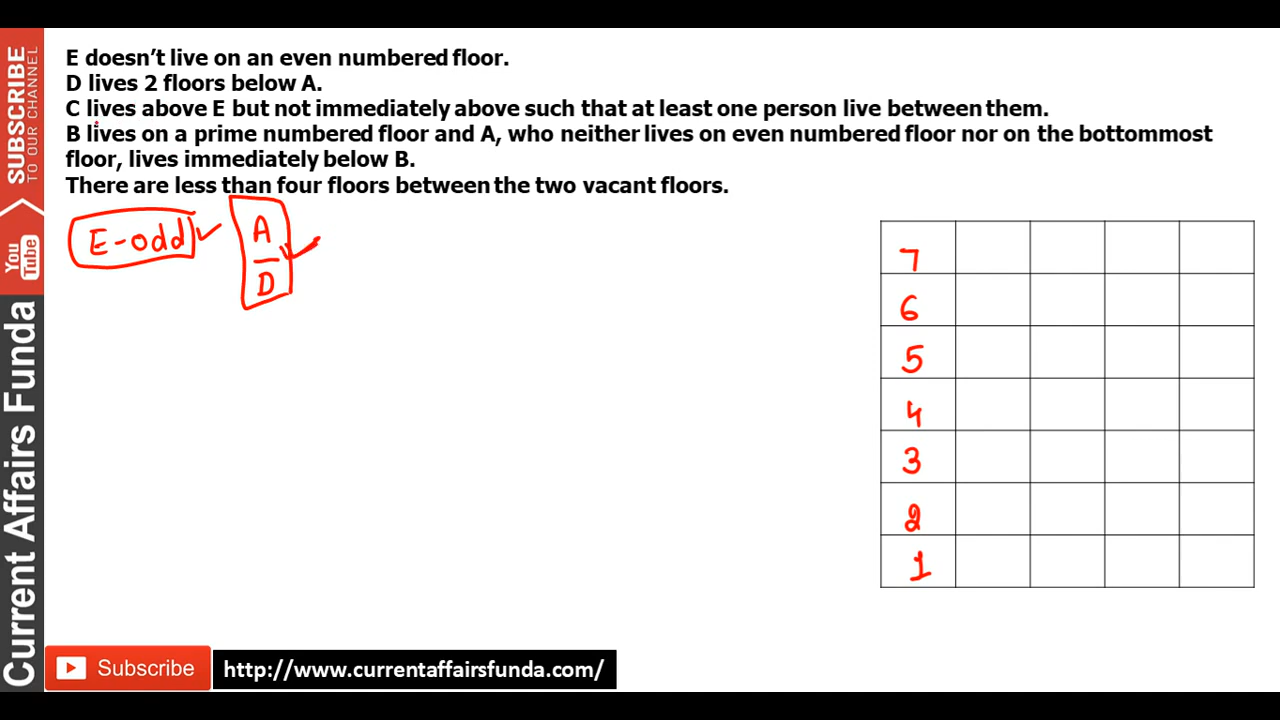 E doesn’t live on an even numbered floor.
D lives 2 floors below A.
C lives above E but not immediately above such that at least one person live between them.
B lives on a prime numbered floor and A, who neither lives on even numbered floor nor on the bottommost
floor, lives immediately below B.
There are less than four floors between the two vacant floors.
E-odd
A
D
7
6
5
4
3
2
1
SUBSCRIBE
TO OUR CHANNEL
You
Tube
Current Affairs Funda
Subscribe
http://www.currentaffairsfunda.com/